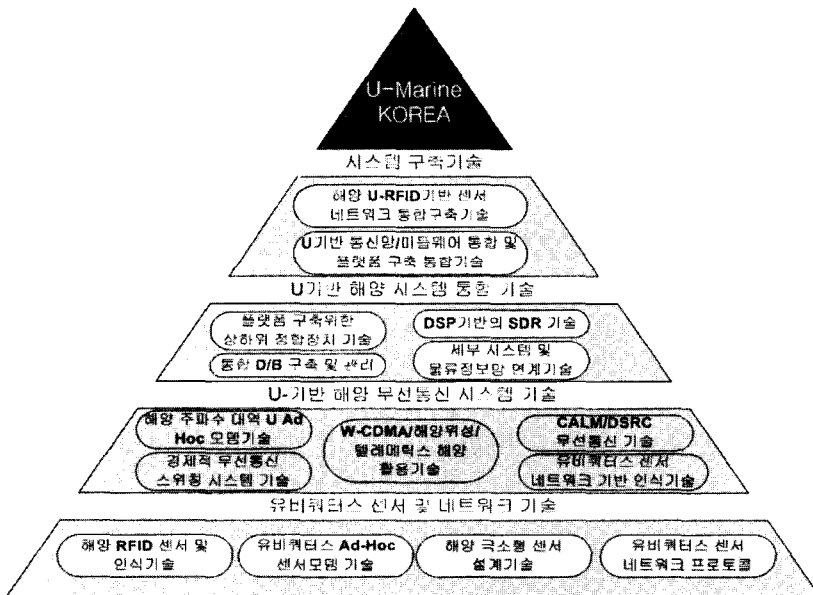 U-Marine
KOREA
시스템 구축기술
해양 U-RFID기반 센서
네트워크 통합구축기술
U기반 통신망/미들웨어 통합 및
플랫폼 구축 통합기술
U기반 해양 시스템 통합 기술
플랫폼 구축위한
상하위 정합장치 기술
통합 D/B 구축 및 관리
DSP기반의 SDR 기술
세부 시스템 및
물류정보망 연계기술
U-기반 해양 무선통신 시스템 기술
해양 주파수 대역 U Ad
Hoc 모뎀기술
경제적 무선통신
스위칭 시스템 기술
W-CDMA/해양위성/
텔레메틱스 해양
활용기술
CALM/DSRC
무선통신 기술
유비쿼터스 센서
네트워크 기반 인식기술
유비쿼터스 센서 및 네트워크 기술
해양 RFID 센서 및
인식기술
유비쿼터스 Ad-Hoc
센서모뎀 기술
해양 극소형 센서
설계기술
유비쿼터스 센서
네트워크 프로토콜